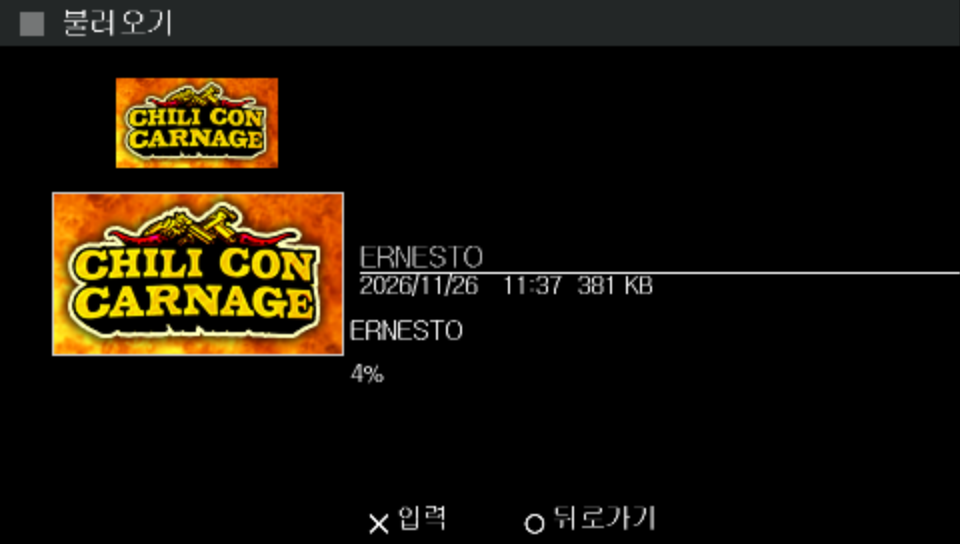 불러오기
CHILI CON
CARNAGE
CHILI CON
CARNAGE
ERNESTO
2026/11/26 11:37 381 KB
ERNESTO
4%
입력 뒤로가기